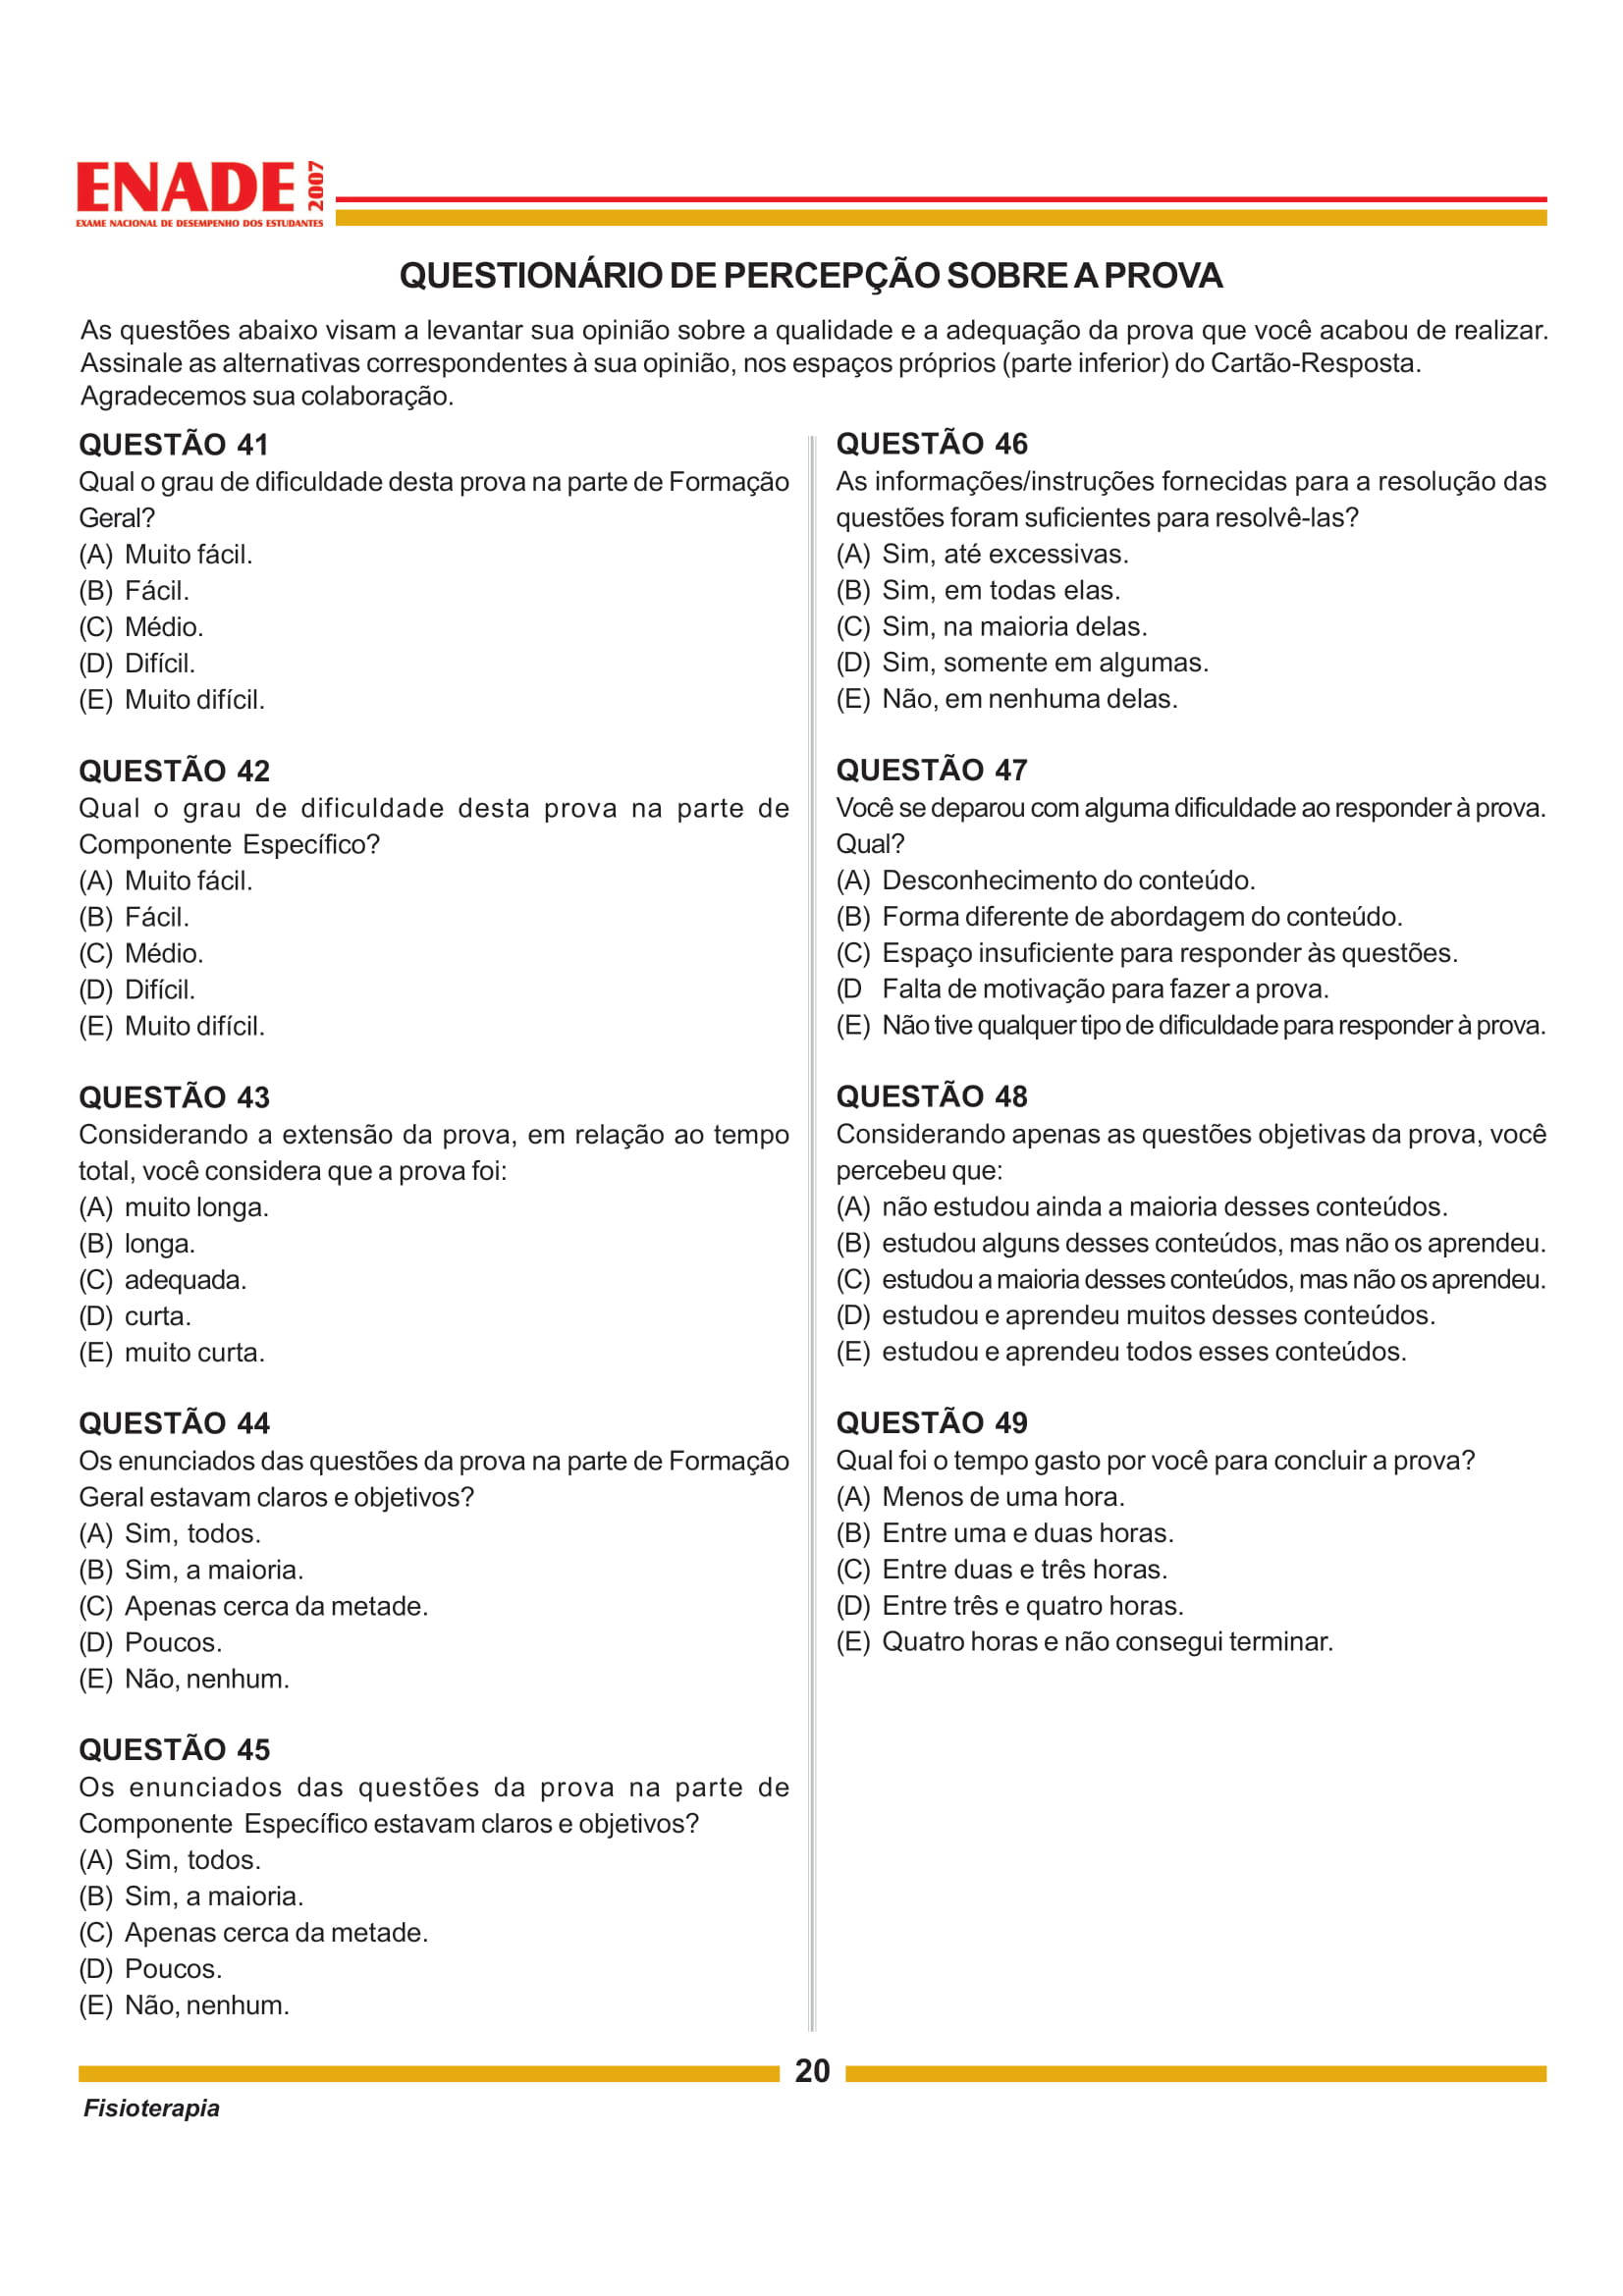 ENADE 2007
EXAME NACIONAL DE DESEMPENHO DOS ESTUDANTES
QUESTIONÁRIO DE PERCEPÇÃO SOBRE A PROVA
As questões abaixo visam a levantar sua opinião sobre a qualidade e a adequação da prova que você acabou de realizar.
Assinale as alternativas correspondentes à sua opinião, nos espaços próprios (parte inferior) do Cartão-Resposta.
Agradecemos sua colaboração.
QUESTÃO 41
Qual o grau de dificuldade desta prova na parte de Formação
Geral?
(A) Muito fácil.
(B) Fácil.
(C) Médio.
(D) Difícil.
(E) Muito difícil.
QUESTÃO 42
Qual o grau de dificuldade desta prova na parte de
Componente Específico?
(A) Muito fácil.
(B) Fácil.
(C) Médio.
(D) Difícil.
(E) Muito difícil.
QUESTÃO 43
Considerando a extensão da prova, em relação ao tempo
total, você considera que a prova foi:
(A) muito longa.
(B) longa.
(C) adequada.
(D) curta.
(E) muito curta.
QUESTÃO 44
Os enunciados das questões da prova na parte de Formação
Geral estavam claros e objetivos?
(A) Sim, todos.
(B) Sim, a maioria.
(C) Apenas cerca da metade.
(D) Poucos.
(E) Não, nenhum.
QUESTÃO 45
Os enunciados das questões da prova na parte de
Componente Específico estavam claros e objetivos?
(A) Sim, todos.
(B) Sim, a maioria.
(C) Apenas cerca da metade.
(D) Poucos.
(E) Não, nenhum.
QUESTÃO 46
As informações/instruções fornecidas para a resolução das
questões foram suficientes para resolvê-las?
(A) Sim, até excessivas.
(B) Sim, em todas elas.
(C) Sim, na maioria delas.
(D) Sim, somente em algumas.
(E) Não, em nenhuma delas.
QUESTÃO 47
Você se deparou com alguma dificuldade ao responder à prova.
Qual?
(A) Desconhecimento do conteúdo.
(B) Forma diferente de abordagem do conteúdo.
(C) Espaço insuficiente para responder às questões.
(D Falta de motivação para fazer a prova.
(E) Não tive qualquer tipo de dificuldade para responder à prova.
QUESTÃO 48
Considerando apenas as questões objetivas da prova, você
percebeu que:
(A) não estudou ainda a maioria desses conteúdos.
(B) estudou alguns desses conteúdos, mas não os aprendeu.
(C) estudou a maioria desses conteúdos, mas não os aprendeu.
(D) estudou e aprendeu muitos desses conteúdos.
(E) estudou e aprendeu todos esses conteúdos.
QUESTÃO 49
Qual foi o tempo gasto por você para concluir a prova?
(A) Menos de uma hora.
(B) Entre uma e duas horas.
(C) Entre duas e três horas.
(D) Entre três e quatro horas.
(E) Quatro horas e não consegui terminar.
20
Fisioterapia